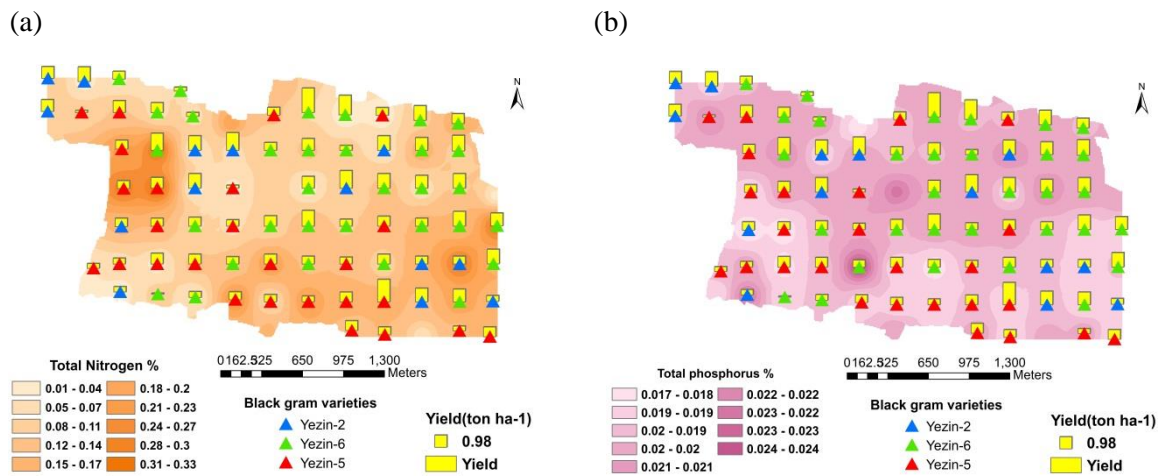 (a)
(b)
N
N
0162.5325 650 975 1,300
Meters
Total Nitrogen %
0.01 - 0.04
0.05 - 0.07
0.08 - 0.11
0.12 - 0.14
0.15 - 0.17
0.18 - 0.2
0.21 - 0.23
0.24 - 0.27
0.28 - 0.3
0.31 - 0.33
Black gram varieties
Yezin-2
Yezin-6
Yezin-5
Yield(ton ha-1)
0.98
Yield
0162.5325 650 975 1,300
Meters
Total phosphorus %
0.017 - 0.018
0.019 - 0.019
0.02 - 0.019
0.02 - 0.02
0.021 - 0.021
0.022 - 0.022
0.023 - 0.022
0.023 - 0.023
0.024 - 0.024
Black gram varieties
Yezin-2
Yezin-6
Yezin-5
Yield(ton ha-1)
0.98
Yield